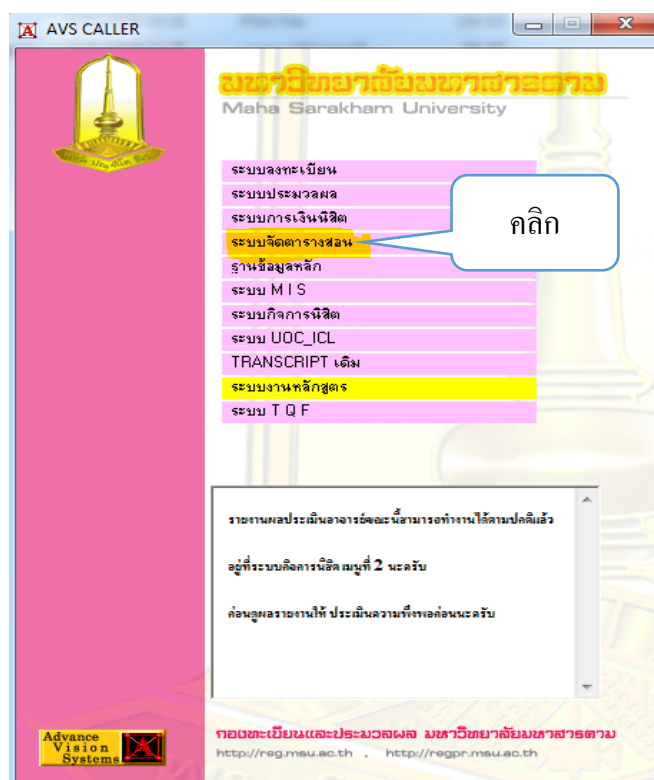 AVS CALLER
มหาวิทยาลัยมหาสารคาม
Maha Sarakham University
ระบบลงทะเบียน
ระบบประมวลผล
ระบบการเงินนิสิต
ระบบจัดตารางสอน
คลิก
ฐานข้อมูลหลัก
ระบบ M I S
ระบบกิจการนิสิต
ระบบ UOC_ICL
TRANSCRIPT เดิม
ระบบงานหลักสูตร
ระบบ T Q F
รายงานผลประเมินอาจารย์ขณะนี้สามารถทำงานได้ตามปกติแล้ว
อยู่ที่ระบบกิจการนิสิต เมนูที่ 2 นะครับ
ก่อนดูผลรายงานให้ ประเมินความพึงพอก่อนนะครับ
Advance
Vision
Systems
กองทะเบียนและประมวลผล มหาวิทยาลัยมหาสารคาม
http://reg.msu.ac.th , http://regpr.msu.ac.th